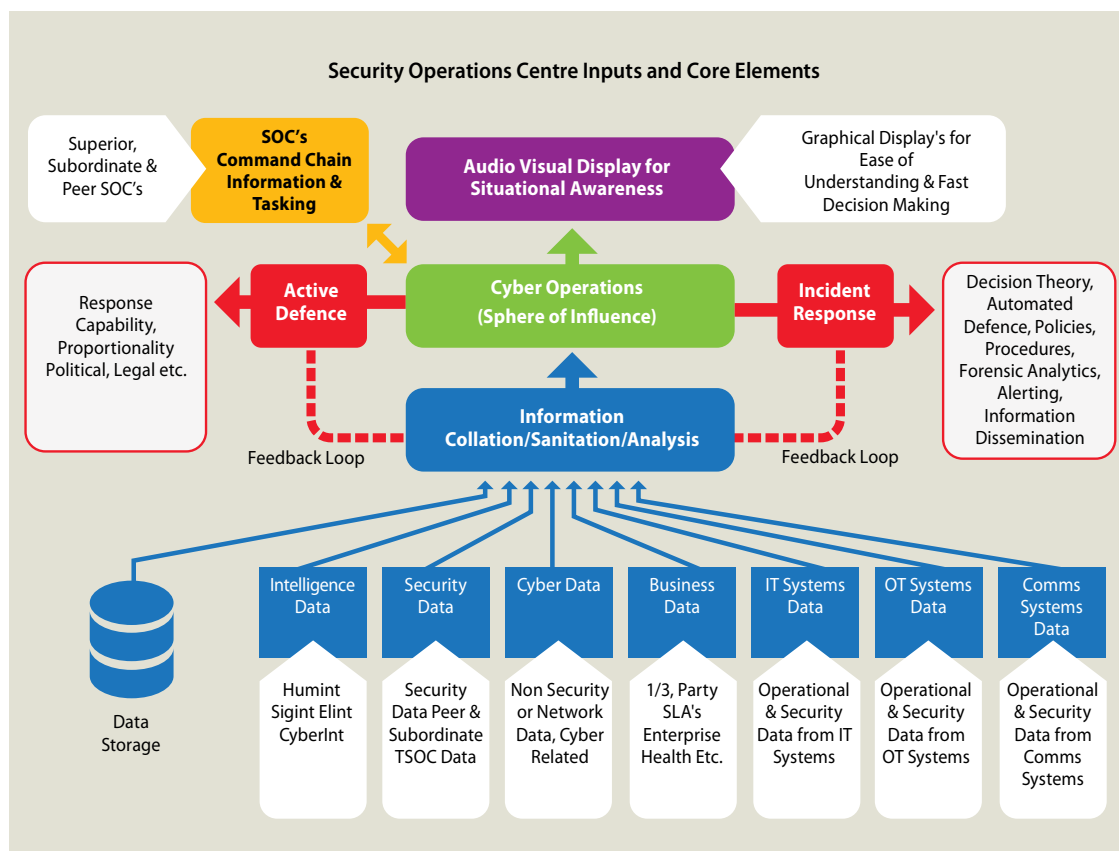 Security Operations Centre Inputs and Core Elements
Superior,
Subordinate &
Peer SOC's
SOC's
Command Chain
Information &
Tasking
Audio Visual Display for
Situational Awareness
Graphical Display's for
Ease of
Understanding & Fast
Decision Making
Response
Capability,
Proportionality
Political, Legal etc.
Active
Defence
Cyber Operations
(Sphere of Influence)
Incident
Response
Decision Theory,
Automated
Defence, Policies,
Procedures,
Forensic Analytics,
Alerting,
Information
Dissemination
Information
Collation/Sanitation/Analysis
Feedback Loop
Feedback Loop
Data
Storage
Intelligence
Data
Humint
Sigint Elint
CyberInt
Security
Data
Security
Data Peer &
Subordinate
TSOC Data
Cyber Data
Non Security
or Network
Data, Cyber
Related
Business
Data
1/3, Party
SLA's
Enterprise
Health Etc.
IT Systems
Data
Operational
& Security
Data from IT
Systems
OT Systems
Data
Operational
& Security
Data from
OT Systems
Comms
Systems
Data
Operational
& Security
Data from
Comms
Systems